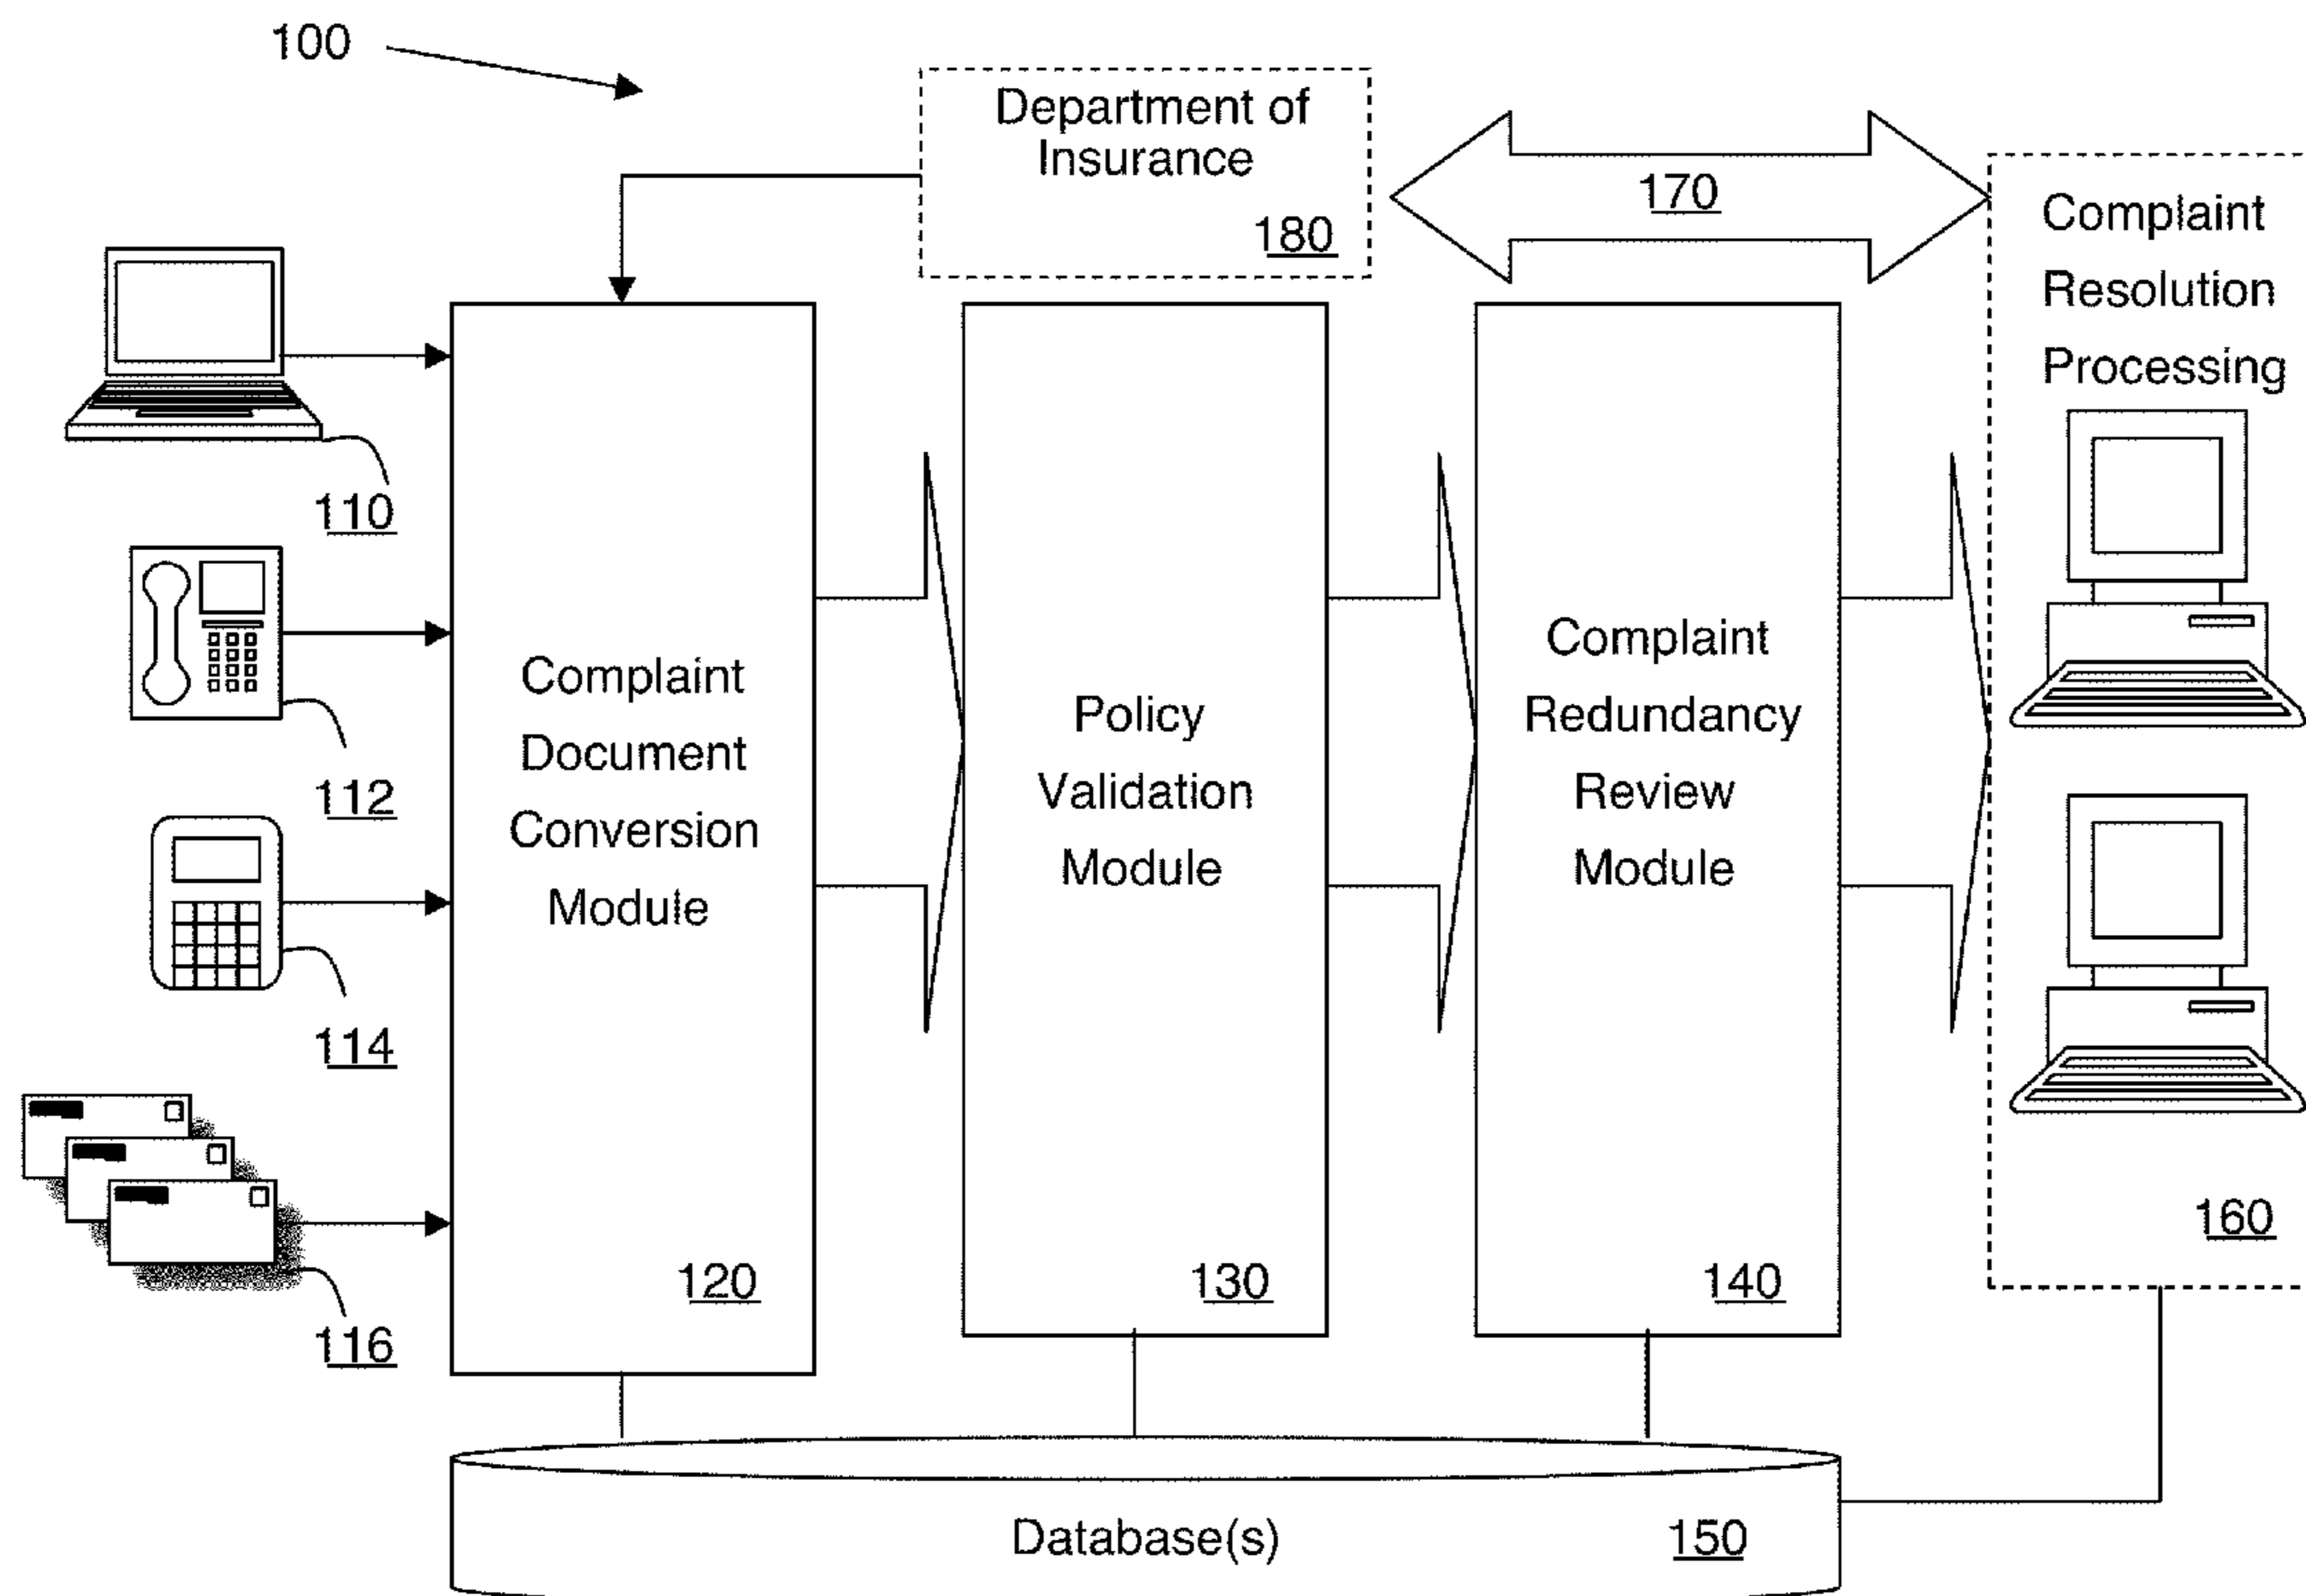 100
Department of
Insurance
180
170
Complaint
Resolution
Processing
110
112
114
116
Complaint
Document
Conversion
Module
120
Policy
Validation
Module
130
Complaint
Redundancy
Review
Module
140
160
Database(s)
150